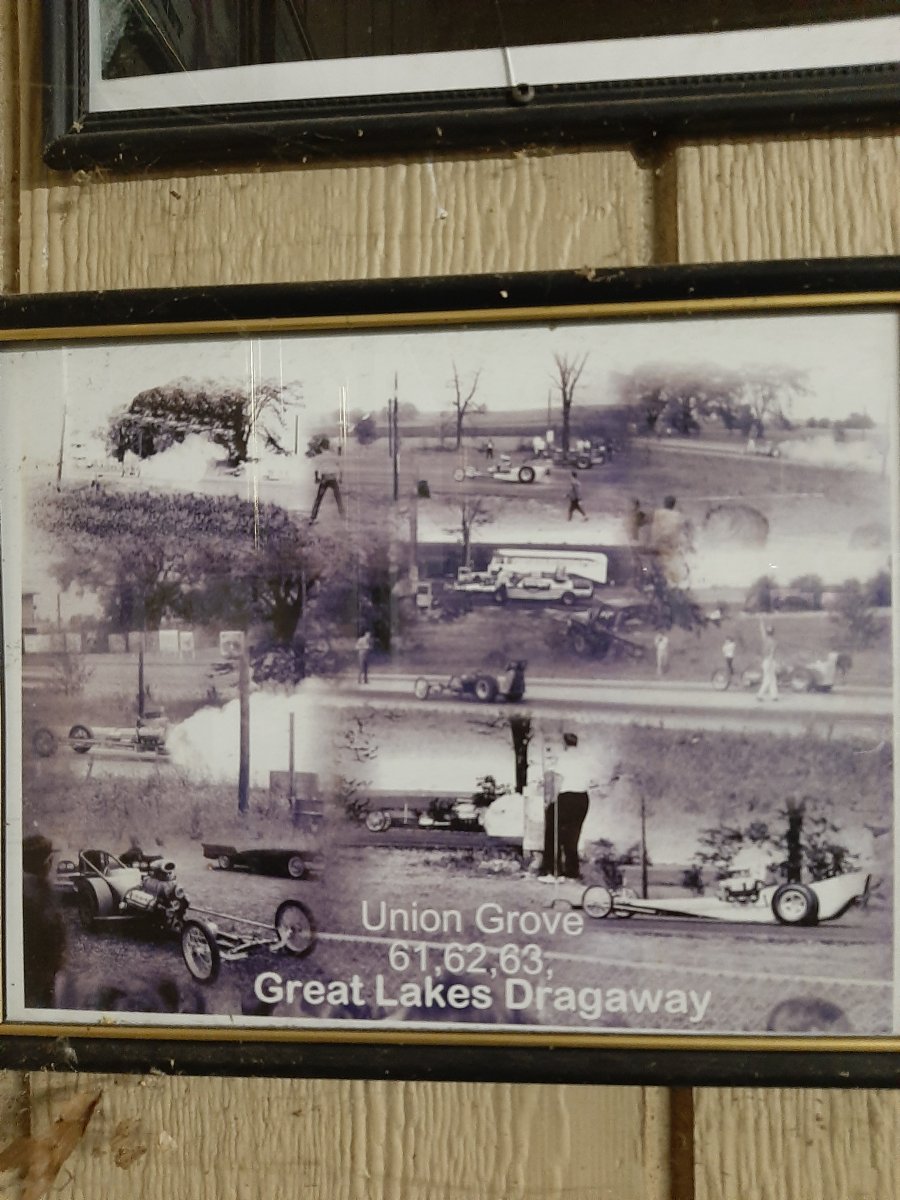 Union Grove
61,62,63,
Great Lakes Dragaway